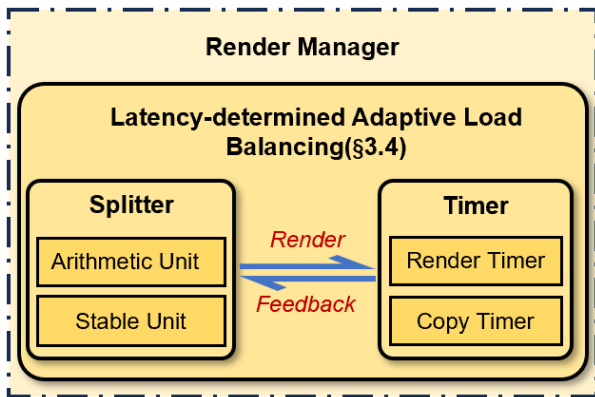 Render Manager
Latency-determined Adaptive Load
Balancing(§3.4)
Splitter
Arithmetic Unit
Stable Unit
Render
Feedback
Timer
Render Timer
Copy Timer